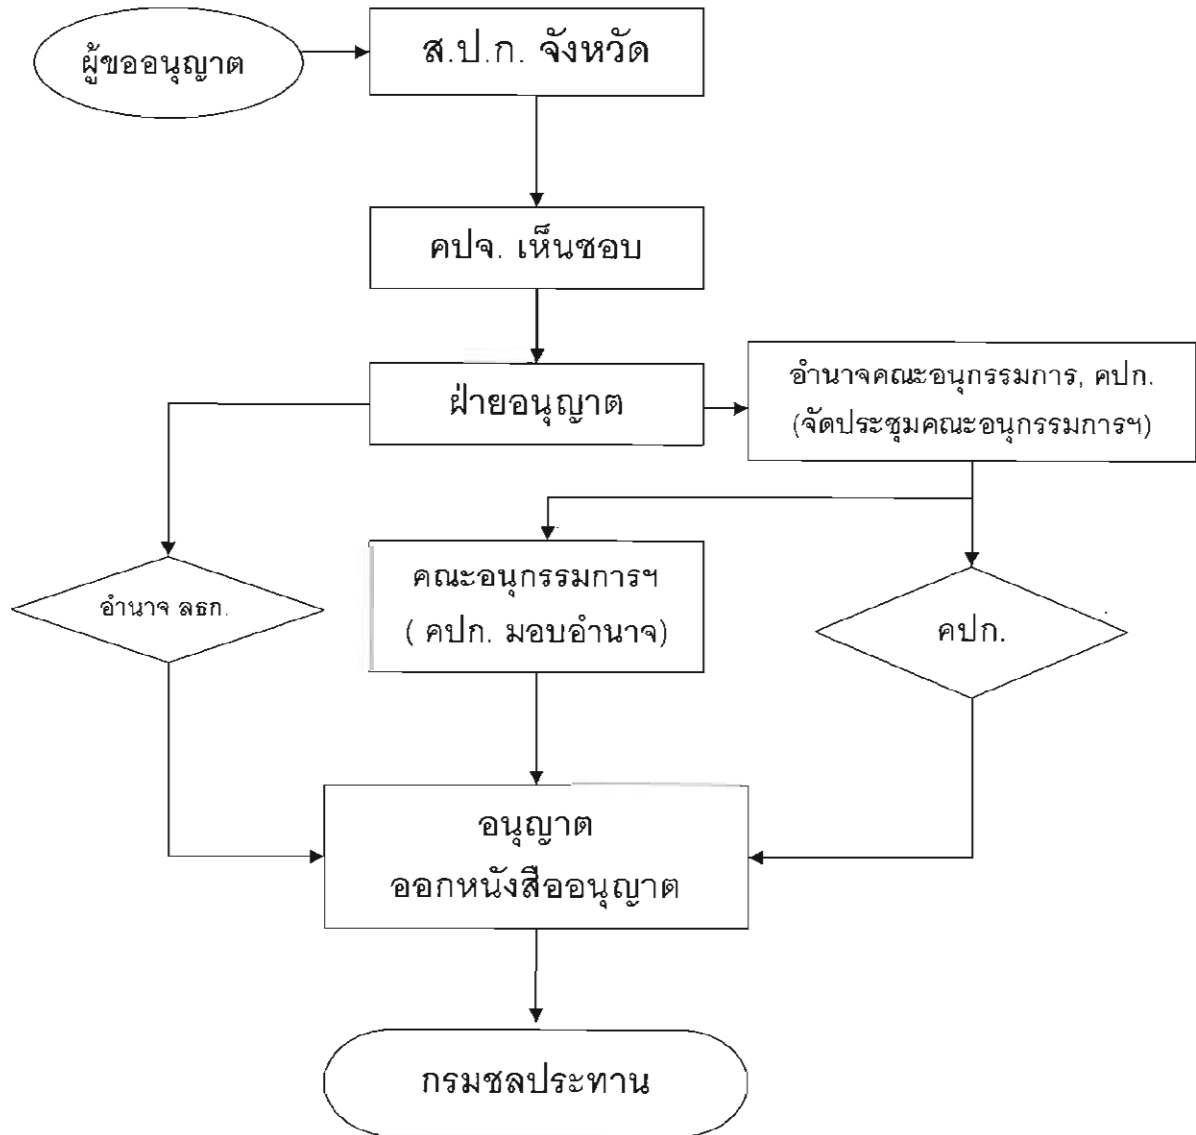 ผู้ขออนุญาต
ส.ป.ก. จังหวัด
คปจ. เห็นชอบ
ฝ่ายอนุญาต
อำนาจคณะอนุกรรมการ, คปก.
(จัดประชุมคณะอนุกรรมการฯ)
อำนาจ ลธก.
คณะอนุกรรมการฯ
( คปก. มอบอำนาจ)
คปก.
อนุญาต
ออกหนังสืออนุญาต
กรมชลประทาน